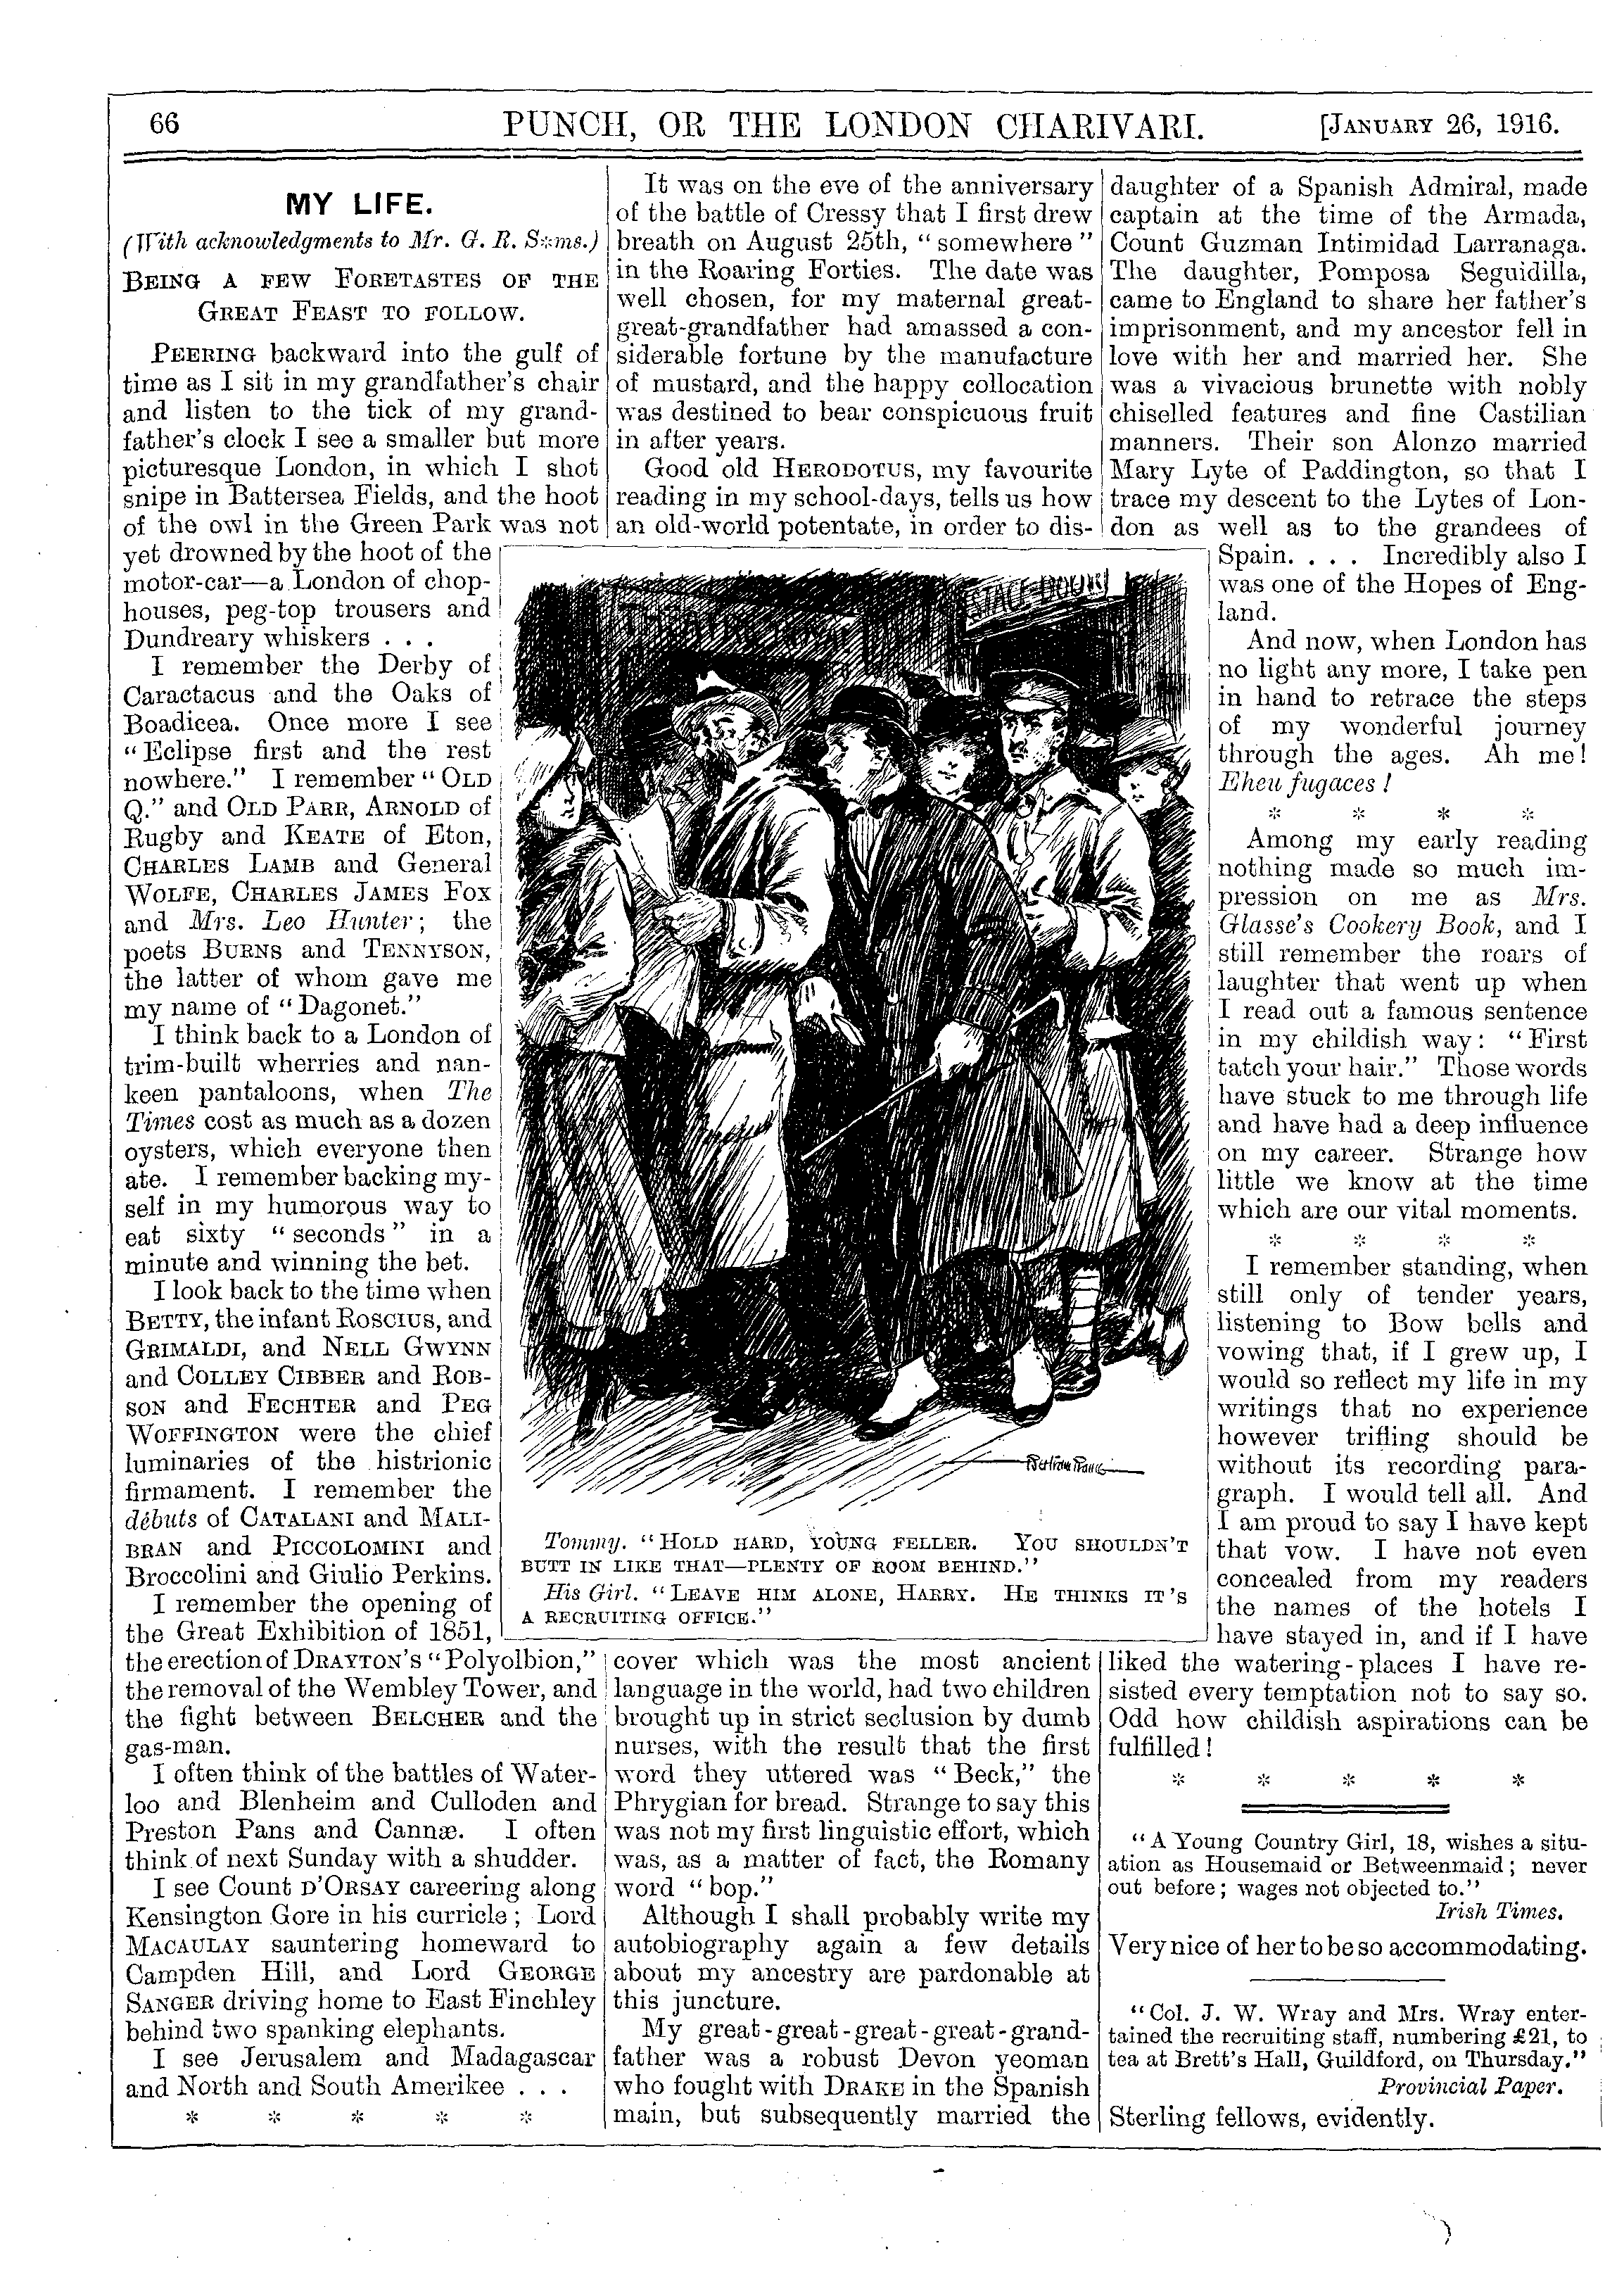 66
PUNCH, OR THE LONDON CHARIVARI.
[JANUARY 26, 1916.
MY LIFE.
(With acknowledgments to Mr. G. R. S*ms.)
BEING A FEW FORETASTES OF THE
GREAT FEAST TO FOLLOW.
PEERING backward into the gulf of
time as I sit in my grandfather's chair
and listen to the tick of my grand-
father's clock I see a smaller but more
picturesque London, in which I shot
snipe in Battersea Fields, and the hoot
of the owl in the Green Park was not
yet drowned by the hoot of the
motor-car—a London of chop-
houses, peg-top trousers and
Dundreary whiskers . . .
I remember the Derby of
Caractacus and the Oaks of
Boadicea. Once more I see
"Eclipse first and the rest
nowhere." I remember "OLD
Q." and OLD PARR, ARNOLD of
Rugby and KEATE of Eton,
CHARLES LAMB and General
WOLFE, CHARLES JAMES FOX
and Mrs. Leo Hunter; the
poets BURNS and TENNYSON,
the latter of whom gave me
my name of "Dagonet."
I think back to a London of
trim-built wherries and nan-
keen pantaloons, when The
Times cost as much as a dozen
oysters, which everyone then
ate. I remember backing my-
self in my humorous way to
eat sixty "seconds" in a
minute and winning the bet.
I look back to the time when
BETTY, the infant Roscius, and
GRIMALDI, and NELL GWYNN
and COLLEY CIBBER and ROB-
SON and FECHTER and PEG
WOFFINGTON were the chief
luminaries of the histrionic
firmament. I remember the
débuts of CATALANI and MALI-
BRAN and PICCOLOMINI and
Broccolini and Giulio Perkins.
I remember the opening of
the Great Exhibition of 1851,
the erection of DRAYTON's "Polyolbion,"
the removal of the Wembley Tower, and
the fight between BELCHER and the
gas-man.
I often think of the battles of Water-
loo and Blenheim and Culloden and
Preston Pans and Cannæ. I often
think of next Sunday with a shudder.
I see Count D'ORSAY careering along
Kensington Gore in his curricle; Lord
MACAULAY sauntering homeward to
Campden Hill, and Lord GEORGE
SANGER driving home to East Finchley
behind two spanking elephants.
I see Jerusalem and Madagascar
and North and South Amerikee . . .
* * * * *
It was on the eve of the anniversary
of the battle of Cressy that I first drew
breath on August 25th, "somewhere"
in the Roaring Forties. The date was
well chosen, for my maternal great-
great-grandfather had amassed a con-
siderable fortune by the manufacture
of mustard, and the happy collocation
was destined to bear conspicuous fruit
in after years.
Good old HERODOTUS, my favourite
reading in my school-days, tells us how
an old-world potentate, in order to dis-
THEATRE ROYAL
STAGE DOOR
Tommy. "HOLD HARD, YOUNG FELLER. YOU SHOULDN'T
BUTT IN LIKE THAT—PLENTY OF ROOM BEHIND."
His Girl. "LEAVE HIM ALONE, HARRY. HE THINKS IT'S
A RECRUITING OFFICE."
cover which was the most ancient
language in the world, had two children
brought up in strict seclusion by dumb
nurses, with the result that the first
word they uttered was "Beck," the
Phrygian for bread. Strange to say this
was not my first linguistic effort, which
was, as a matter of fact, the Romany
word "bop."
Although I shall probably write my
autobiography again a few details
about my ancestry are pardonable at
this juncture.
My great-great-great-great-grand-
father was a robust Devon yeoman
who fought with DRAKE in the Spanish
main, but subsequently married the
daughter of a Spanish Admiral, made
captain at the time of the Armada,
Count Guzman Intimidad Larranaga.
The daughter, Pomposa Seguidilla,
came to England to share her father's
imprisonment, and my ancestor fell in
love with her and married her. She
was a vivacious brunette with nobly
chiselled features and fine Castilian
manners. Their son Alonzo married
Mary Lyte of Paddington, so that I
trace my descent to the Lytes of Lon-
don as well as to the grandees of
Spain. . . . Incredibly also I
was one of the Hopes of Eng-
land.
And now, when London has
no light any more, I take pen
in hand to retrace the steps
of my wonderful journey
through the ages. Ah me!
Eheu fugaces!
* * * *
Among my early reading
nothing made so much im-
pression on me as Mrs.
Glasse's Cookery Book, and I
still remember the roars of
laughter that went up when
I read out a famous sentence
in my childish way: "First
tatch your hair." Those words
have stuck to me through life
and have had a deep influence
on my career. Strange how
little we know at the time
which are our vital moments.
* * * *
I remember standing, when
still only of tender years,
listening to Bow bells and
vowing that, if I grew up, I
would so reflect my life in my
writings that no experience
however trifling should be
without its recording para-
graph. I would tell all. And
I am proud to say I have kept
that vow. I have not even
concealed from my readers
the names of the hotels I
have stayed in, and if I have
liked the watering-places I have re-
sisted every temptation not to say so.
Odd how childish aspirations can be
fulfilled!
* * * * *
"A Young Country Girl, 18, wishes a situ-
ation as Housemaid or Betweenmaid; never
out before; wages not objected to."
Irish Times.
Very nice of her to be so accommodating.
"Col. J. W. Wray and Mrs. Wray enter-
tained the recruiting staff, numbering £21, to
tea at Brett's Hall, Guildford, on Thursday."
Provincial Paper.
Sterling fellows, evidently.